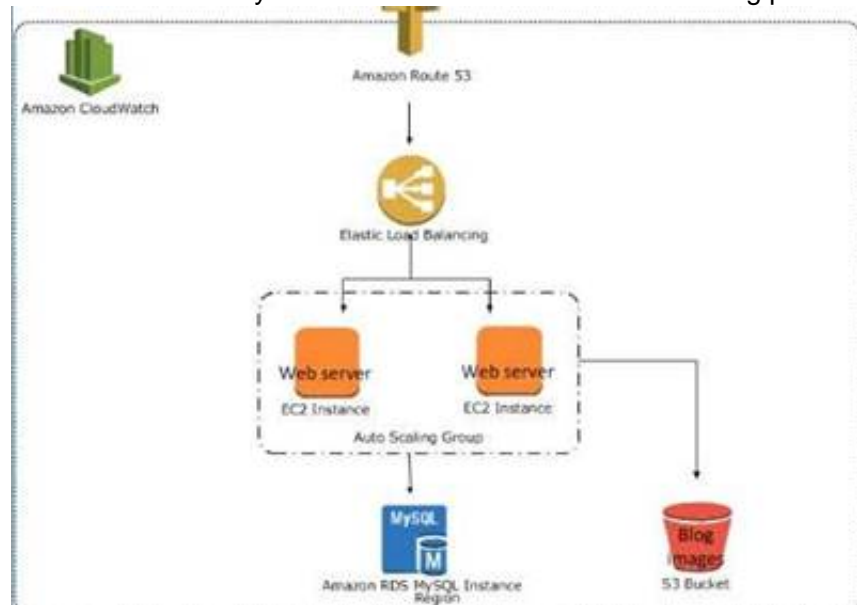 Amazon Route 53
Amazon CloudWatch
Elastic Load Balancing
Web server
EC2 Instance
Web server
EC2 Instance
Auto Scaling Group
MySQL
M
Amazon RDS MySQL Instance
Region
Blog
images
S3 Bucket